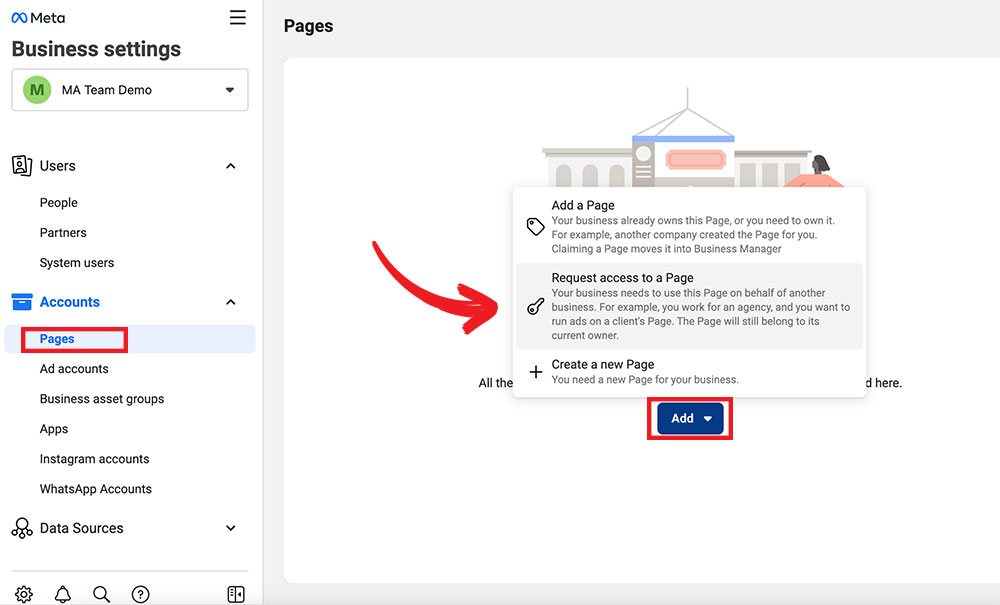 Meta
Business settings
M
MA Team Demo
Users
People
Partners
System users
Accounts
Pages
Ad accounts
Business asset groups
Apps
Instagram accounts
WhatsApp Accounts
Data Sources
Pages
Add a Page
Your business already owns this Page, or you need to own it.
For example, another company created the Page for you.
Claiming a Page moves it into Business Manager
Request access to a Page
Your business needs to use this Page on behalf of another
business. For example, you work for an agency, and you want to
run ads on a client's Page. The Page will still belong to its
current owner.
Create a new Page
You need a new Page for your business.
All the
d here.
Add